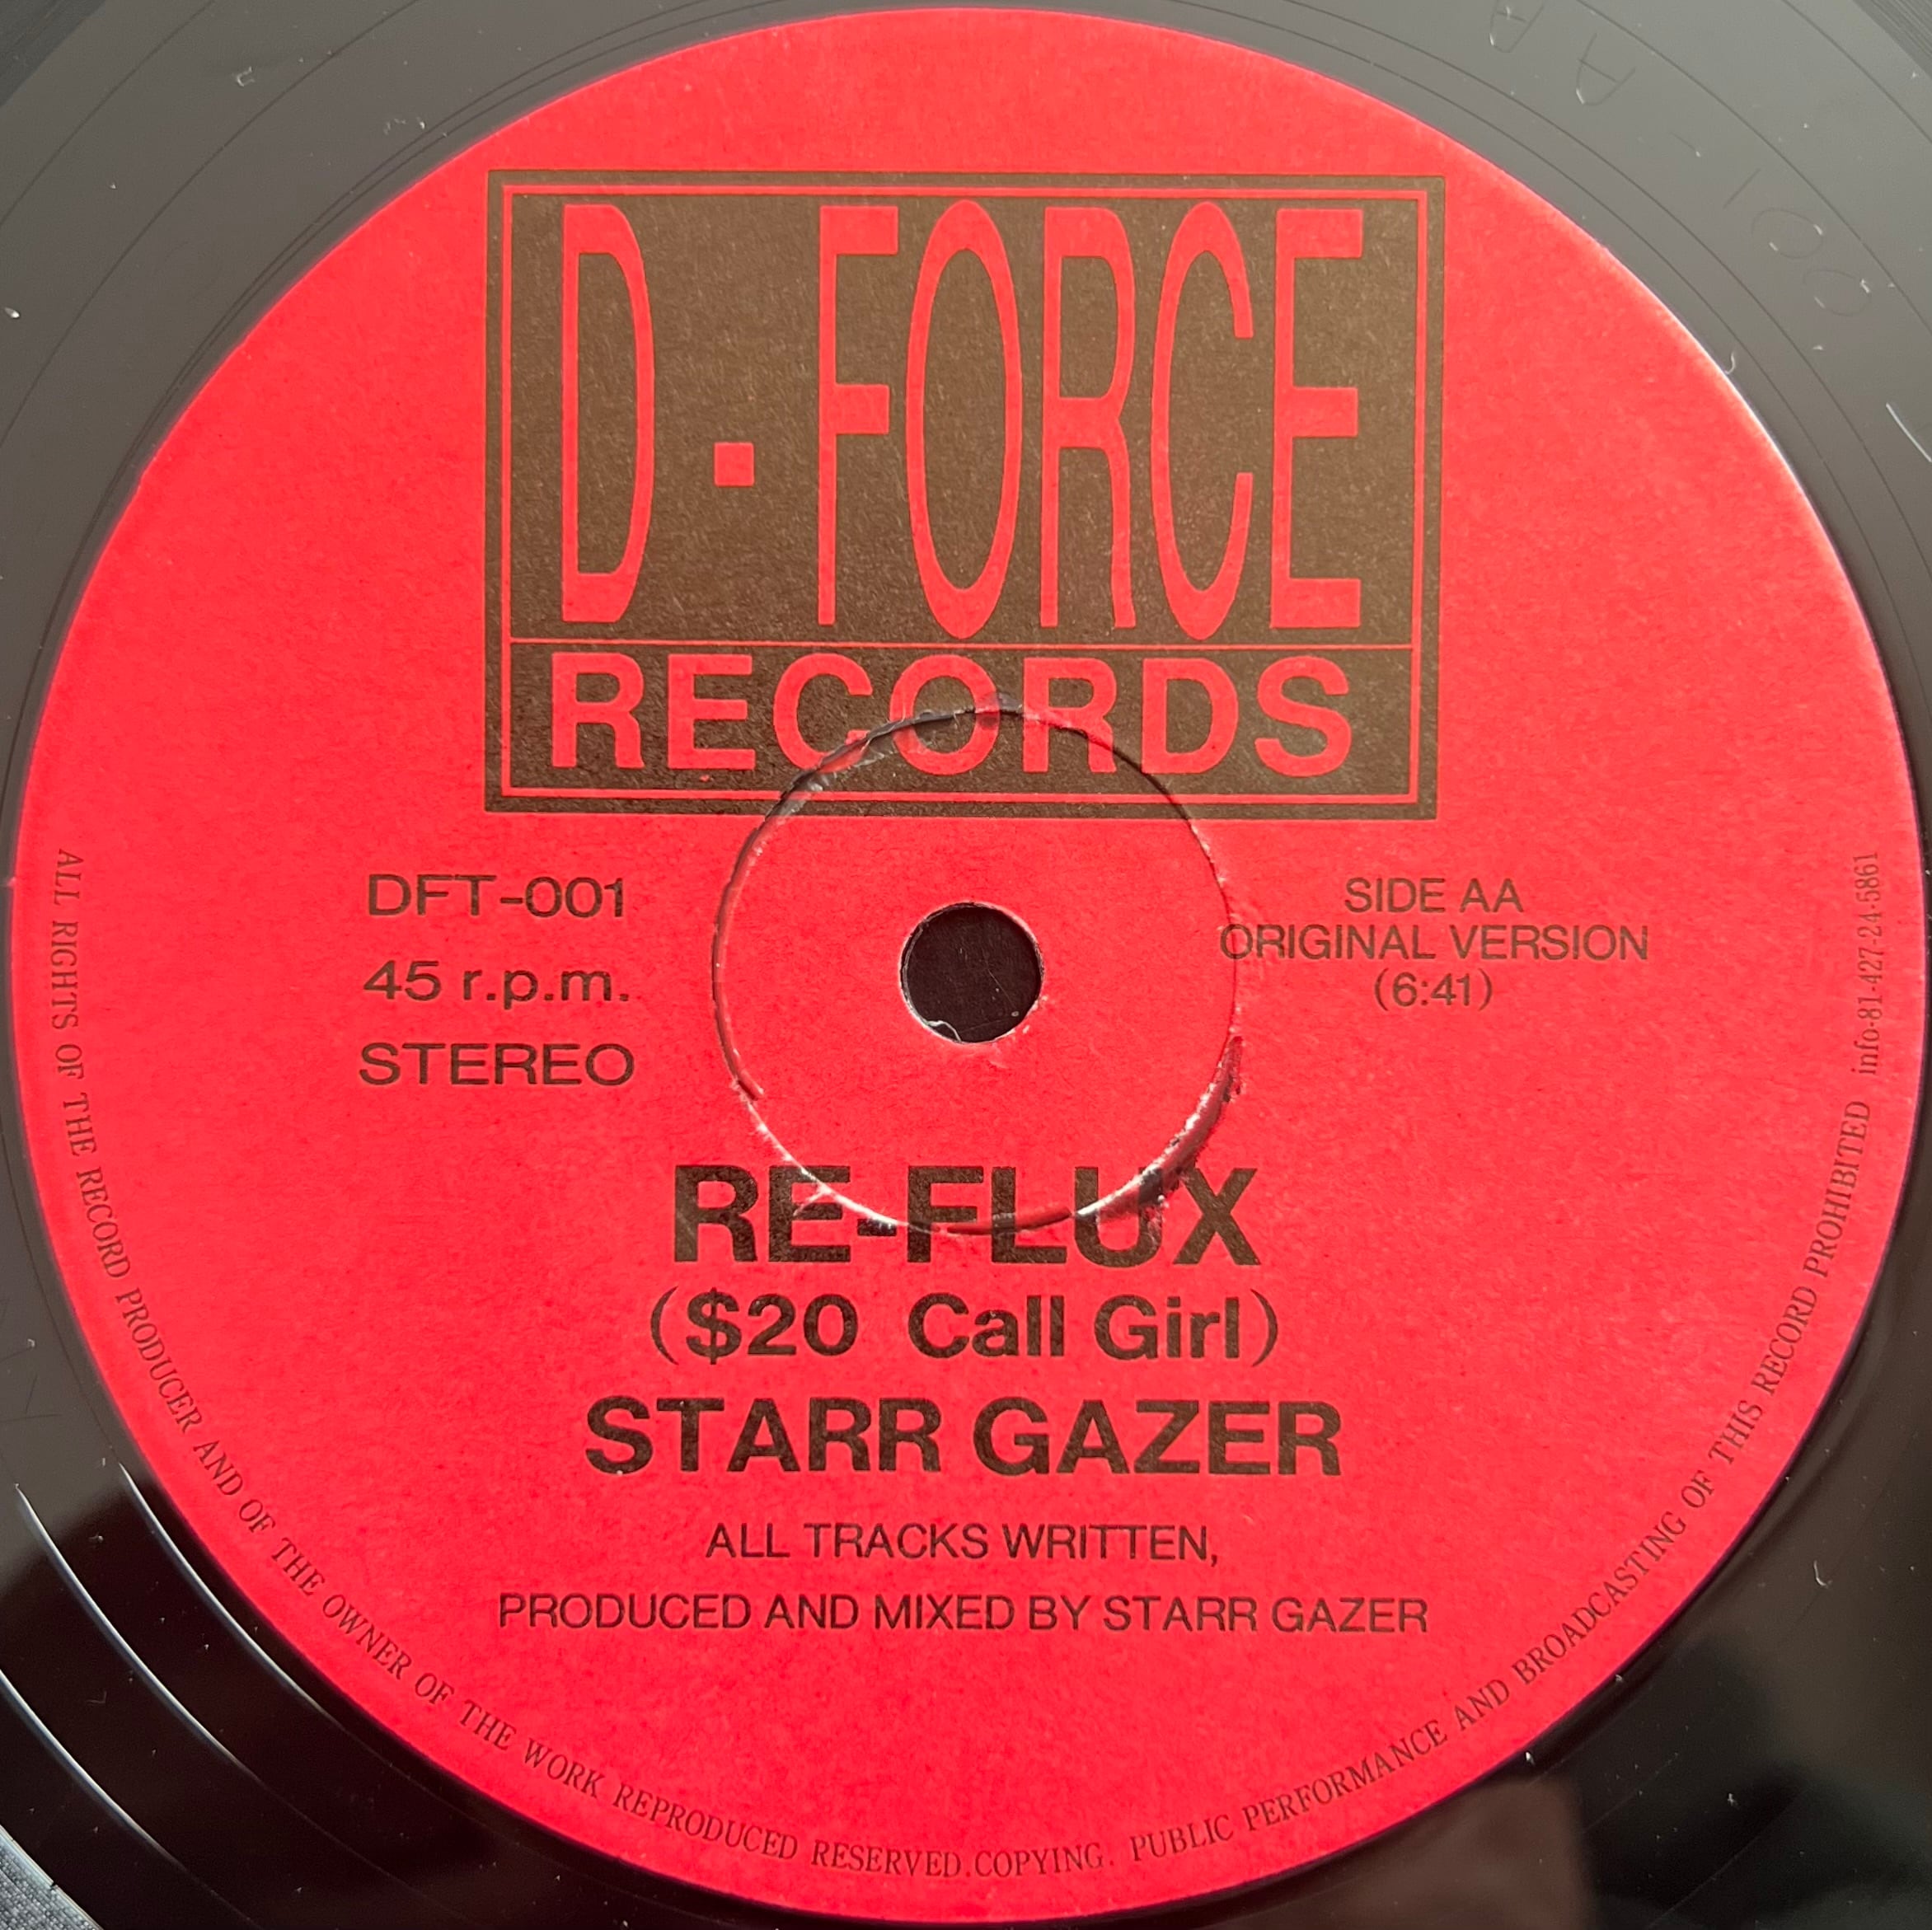 D-FORCE
RECORDS
DFT-001
45 r.p.m.
STEREO
SIDE AA
ORIGINAL VERSION
(6:41)
RE-FLUX
($20 Call Girl)
STARR GAZER
ALL TRACKS WRITTEN,
PRODUCED AND MIXED BY STARR GAZER
ALL RIGHTS OF THE RECORD PRODUCER AND OF THE OWNER OF THE WORK REPRODUCED RESERVED.COPYING. PUBLIC PERFORMANCE AND BROADCASTING OF THIS RECORD PROHIBITED info-81-427-24-5861